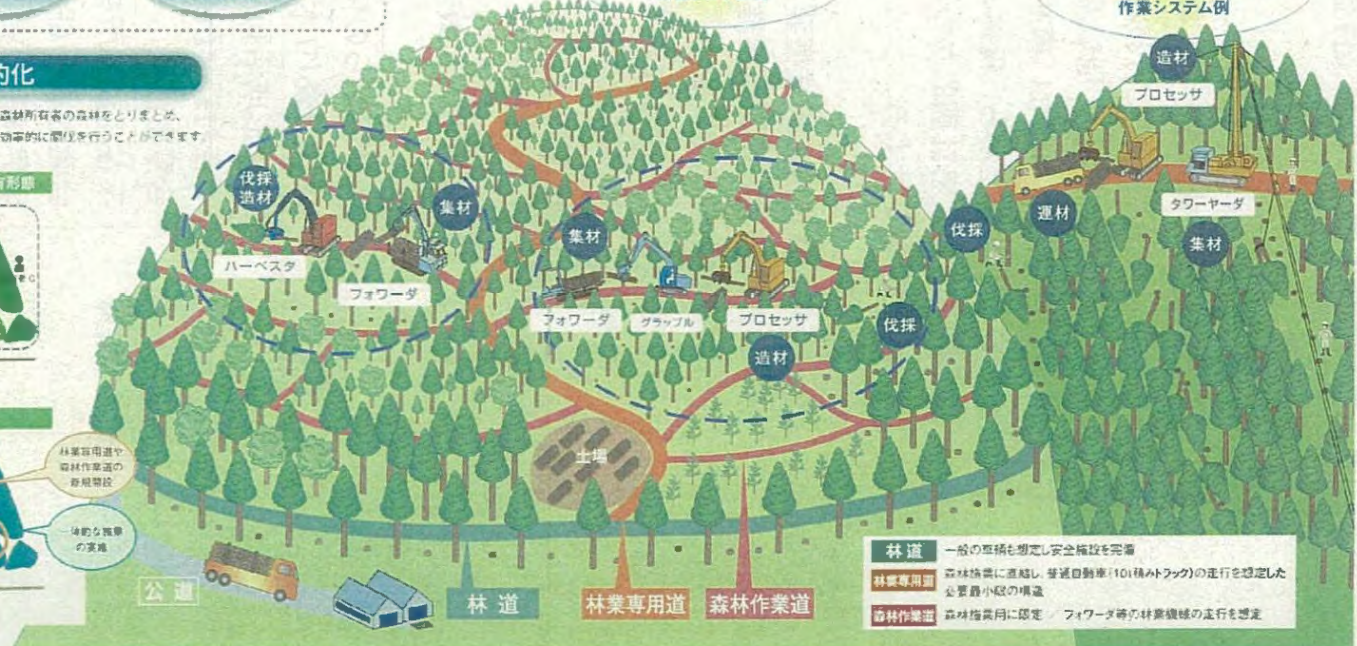 作業システム例
的化
森林所有者の森林をとりまとめ、
効率的に間伐を行うことができます。
有形態
造材
プロセッサ
伐採
造材
集材
ハーベスタ
フォワーダ
集材
フォワーダ
グラップル
プロセッサ
造材
伐採
伐採
運材
タワーヤーダ
集材
土場
林業専用道や
森林作業道の
新規開設
一体的な施業
の実施
公道
林道
林業専用道
森林作業道
林道 一般の車両も想定し安全施設を完備
林業専用道 森林施業に直結し、普通自動車(10t積みトラック)の走行を想定した
必要最小限の構造
森林作業道 森林施業用に限定 / フォワーダ等の林業機械の走行を想定